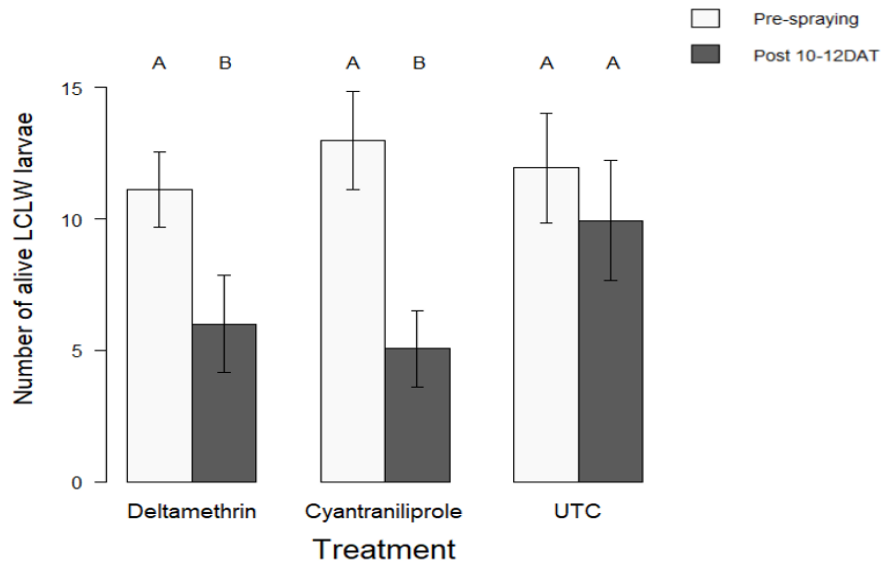 Pre-spraying
Post 10-12DAT
A B A B A A
15
10
5
0
Number of alive LCLW larvae
Deltamethrin Cyantraniliprole UTC
Treatment